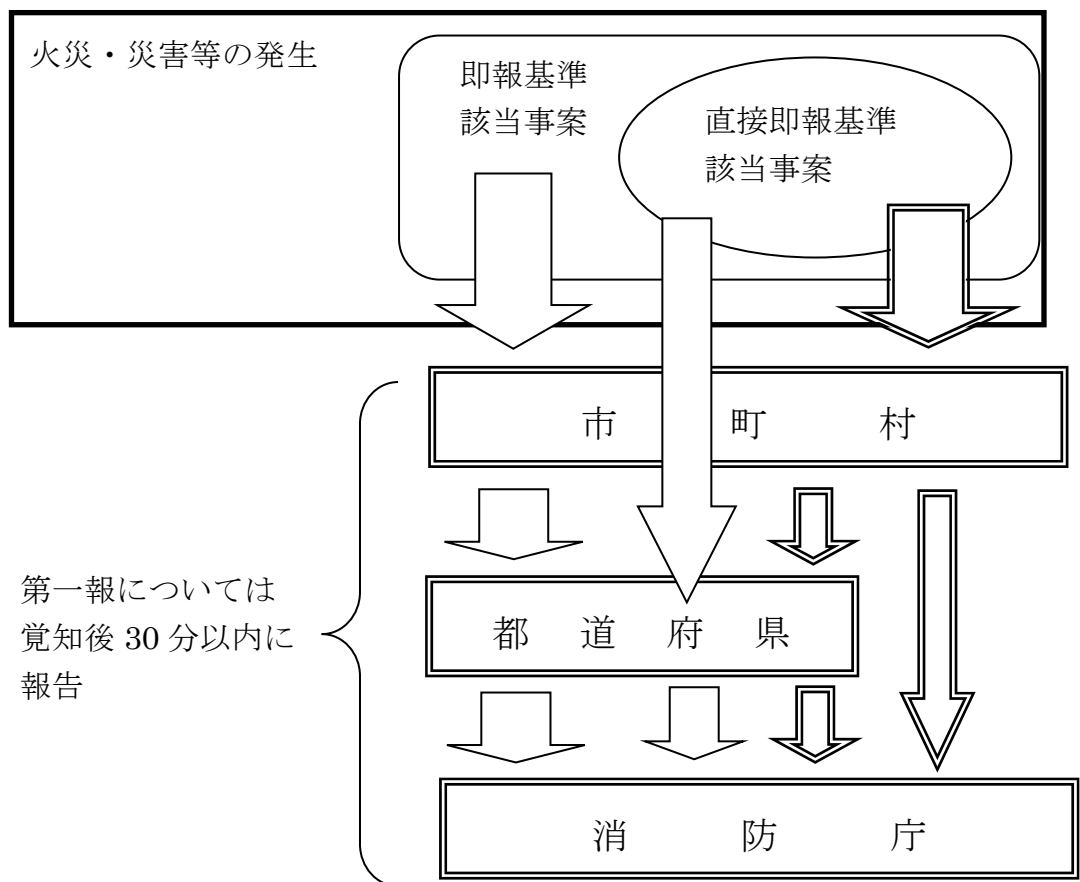 火災・災害等の発生
即報基準
該当事案
直接即報基準
該当事案
市町村
第一報については
覚知後 30 分以内に
報告
都道府県
消防庁